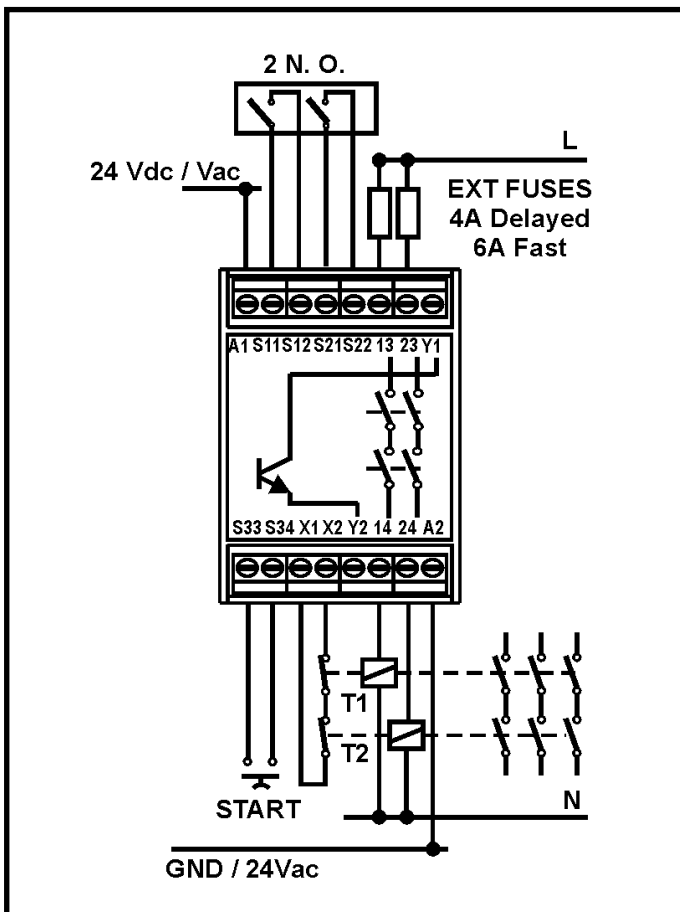 2 N. O.
24 Vdc / Vac
L
EXT FUSES
4A Delayed
6A Fast
A1 S11 S12 S21 S22 13 23 Y1
S33 S34 X1 X2 Y2 14 24 A2
T1
T2
START
N
GND / 24Vac